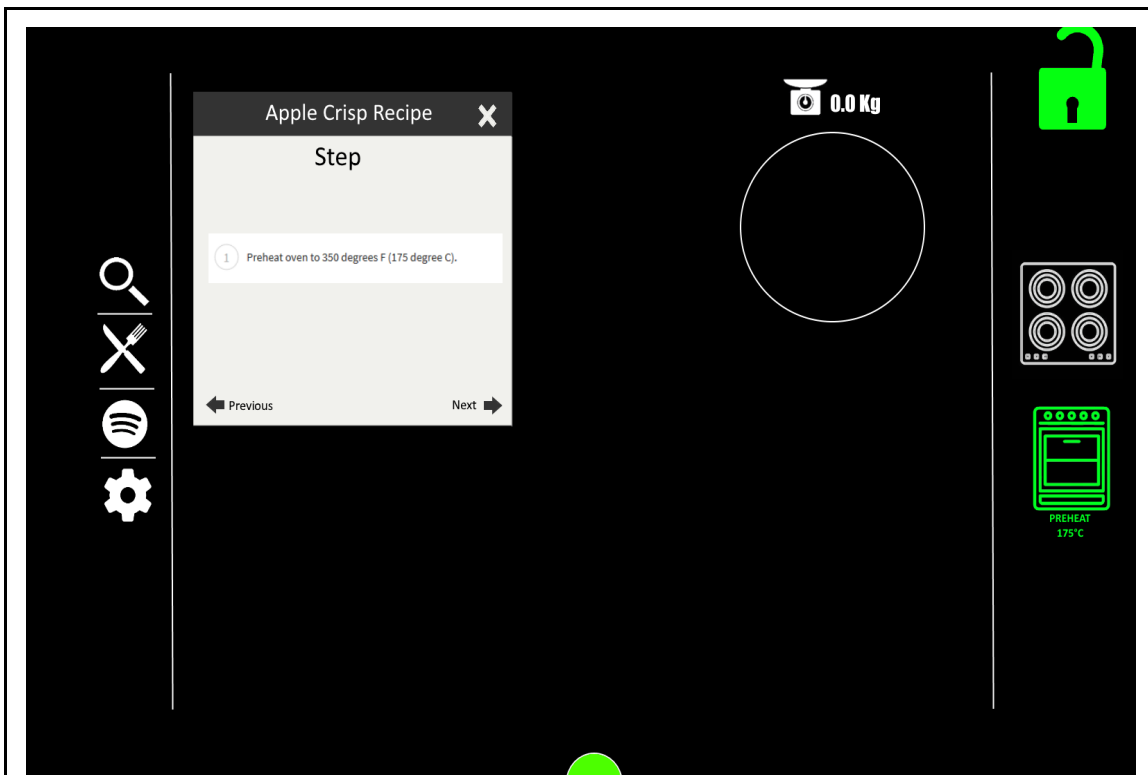 Apple Crisp Recipe
Step
1 Preheat oven to 350 degrees F (175 degree C).
Previous
Next
0.0 Kg
PREHEAT
175°C